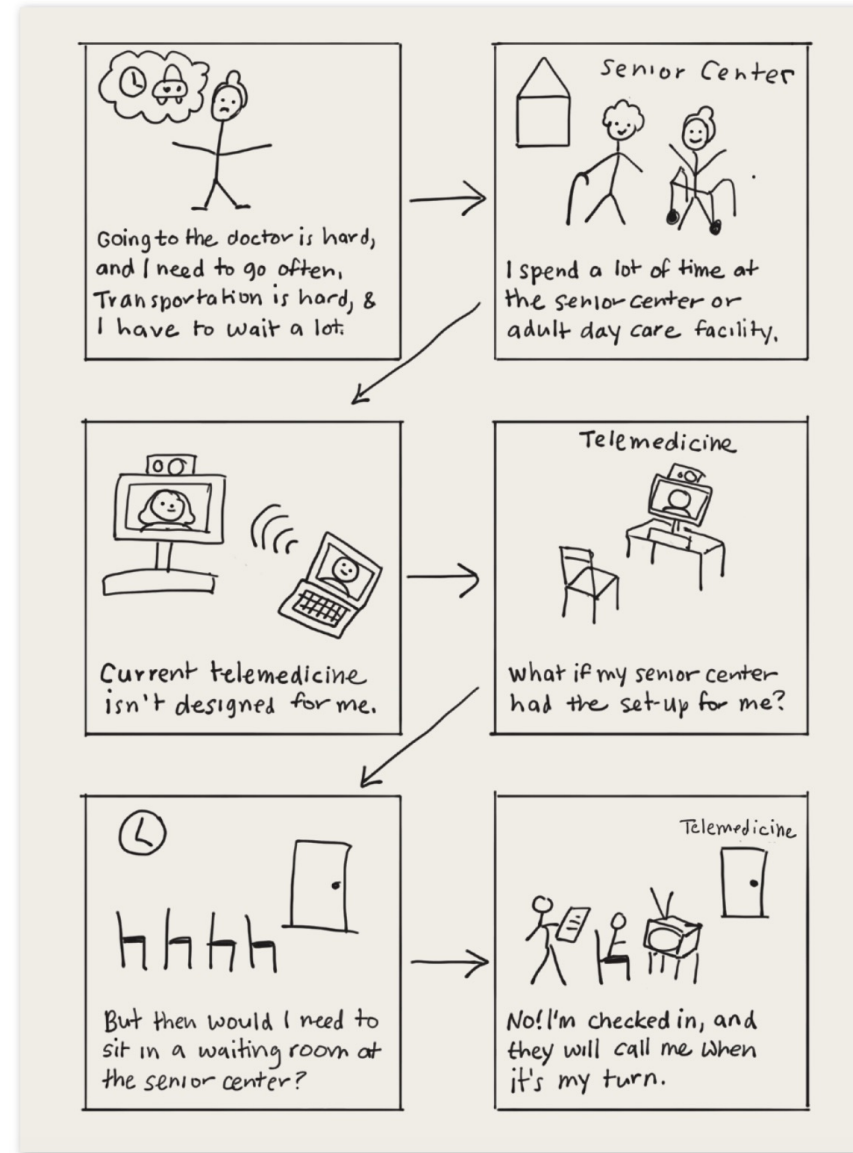 Going to the doctor is hard,
and I need to go often.
Transportation is hard, &
I have to wait a lot.
Senior Center
I spend a lot of time at
the senior center or
adult day care facility.
Current telemedicine
isn't designed for me.
Telemedicine
What if my senior center
had the set-up for me?
But then would I need to
sit in a waiting room at
the senior center?
Telemedicine
No! I'm checked in, and
they will call me when
it's my turn.